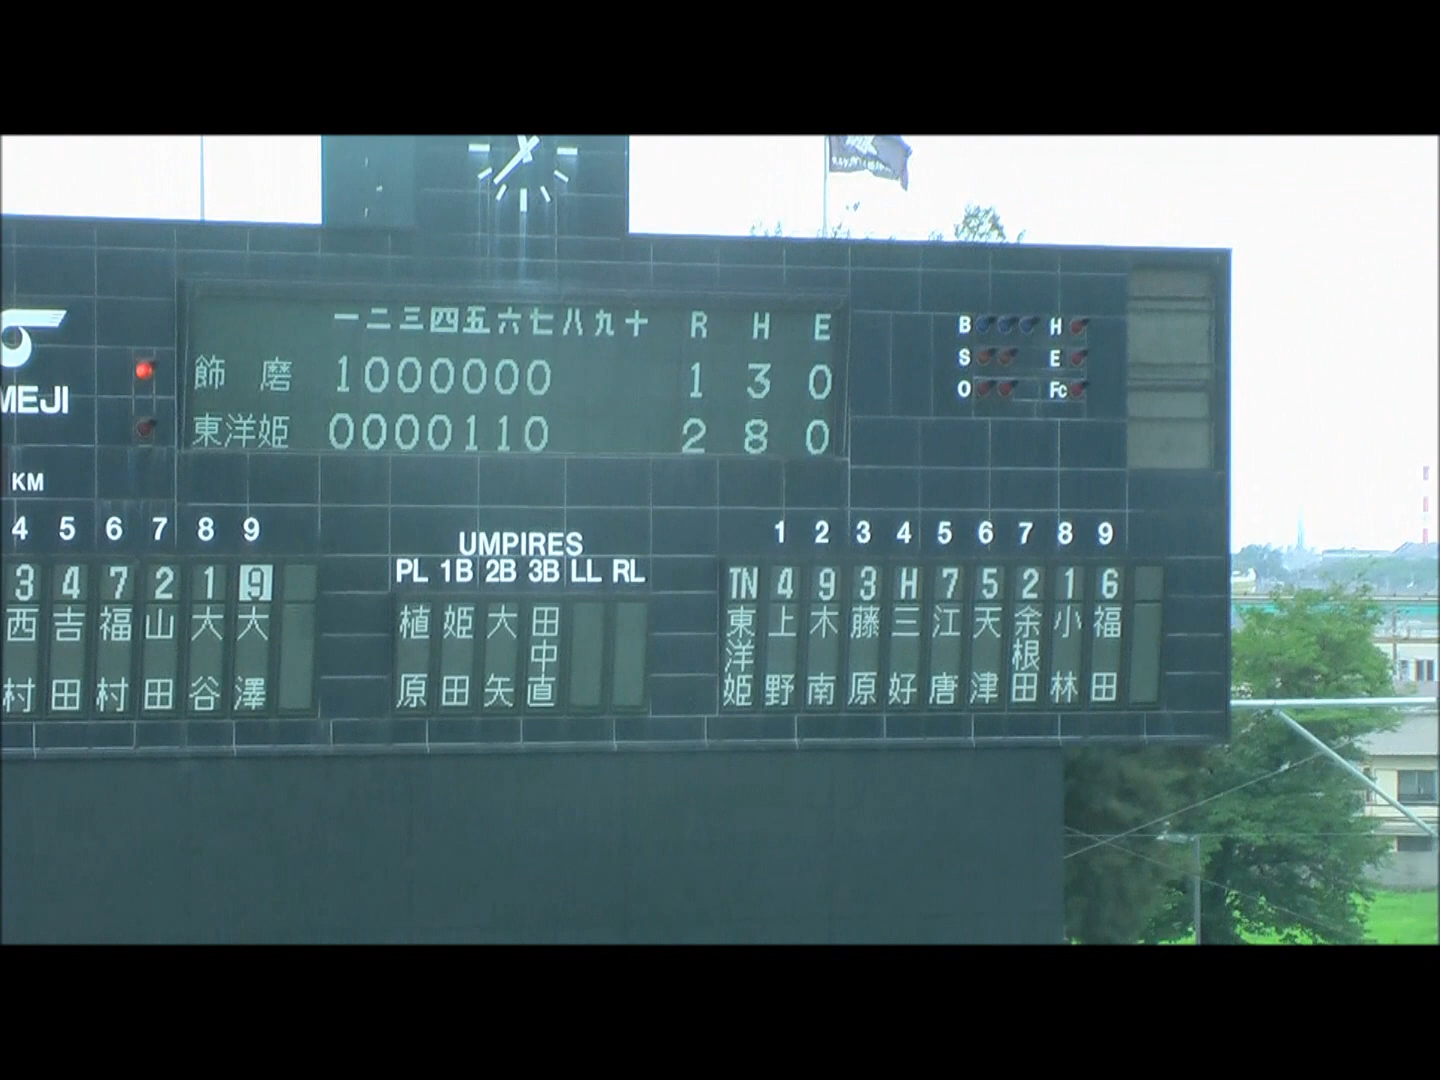 一二三四五六七八九十 R H E
飾磨 1000000 1 3 0
東洋姫 0000110 2 8 0
B H
S E
O Fc
MEJI
KM
4 5 6 7 8 9
3 4 7 2 1 9
西村 吉田 福村 山田 大谷 大澤
UMPIRES
PL 1B 2B 3B LL RL
植原 姫田 大矢 田中直
1 2 3 4 5 6 7 8 9
TN 4 9 3 H 7 5 2 1 6
東洋姫 上野 木南 藤原 三好 江唐 天津 余根田 小林 福田